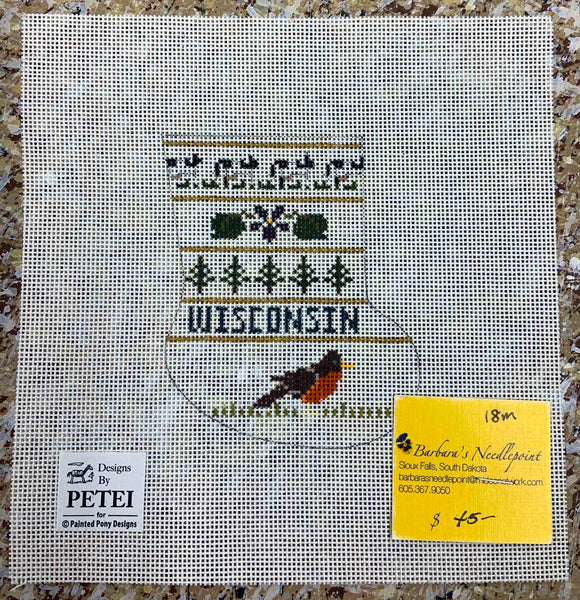 WISCONSIN
Designs
By
PETEI
for
© Painted Pony Designs
18m
Barbara's Needlepoint
Sioux Falls, South Dakota
605.367.9050
$ 45-